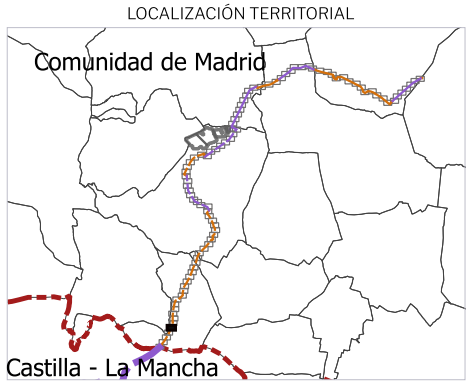 LOCALIZACIÓN TERRITORIAL
Comunidad de Madrid
Castilla - La Mancha